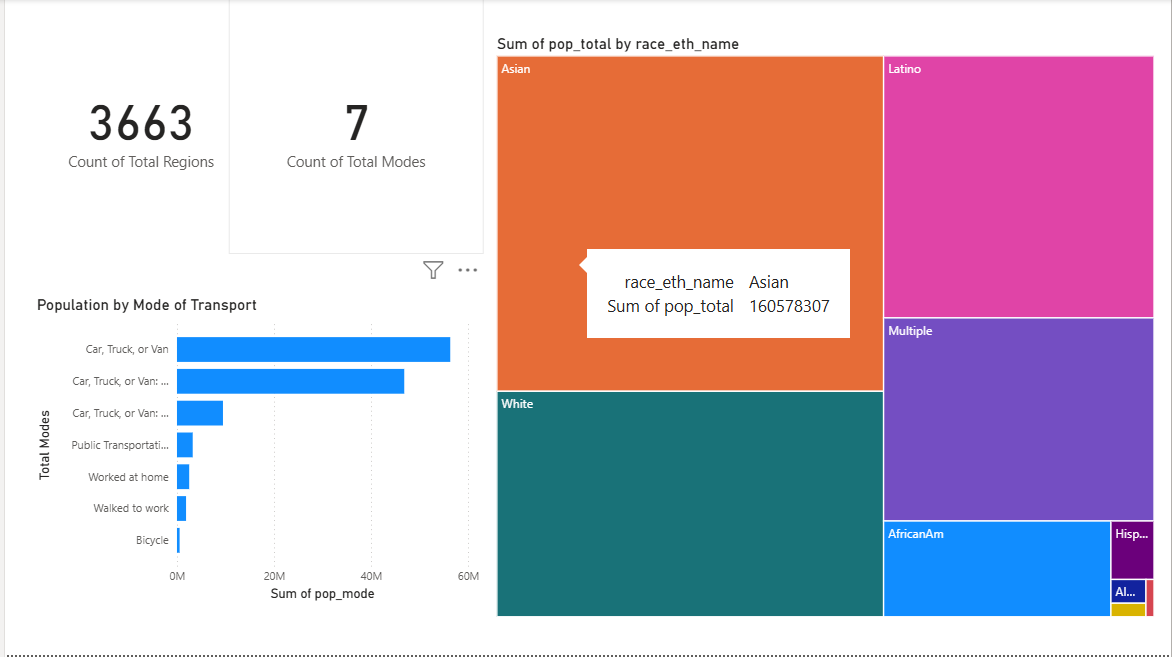 3663
Count of Total Regions
7
Count of Total Modes
Population by Mode of Transport
Total Modes
Car, Truck, or Van
Car, Truck, or Van: ...
Car, Truck, or Van: ...
Public Transportati...
Worked at home
Walked to work
Bicycle
0M 20M 40M 60M
Sum of pop_mode
Sum of pop_total by race_eth_name
Asian
Latino
race_eth_name Asian
Sum of pop_total 160578307
Multiple
White
AfricanAm
Hisp...
AI...